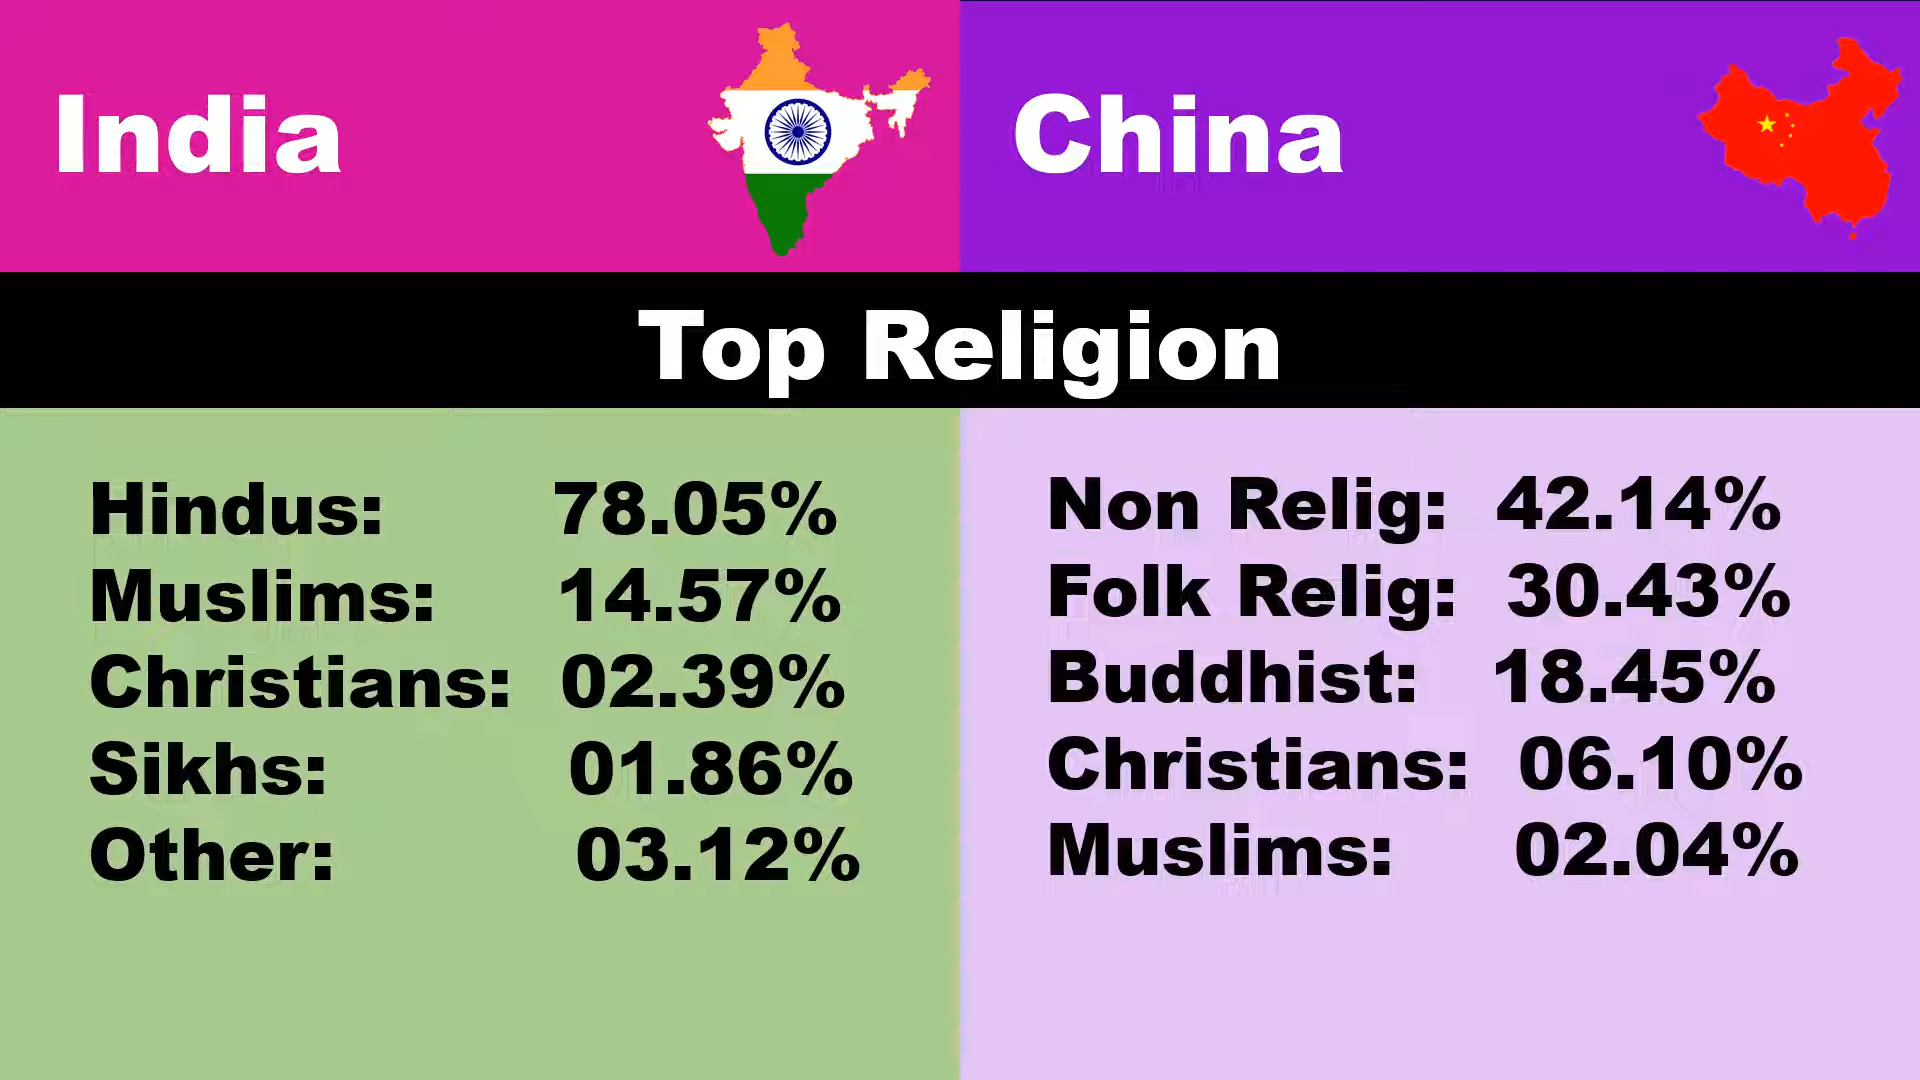 India
China
Top Religion
Hindus: 78.05%
Muslims: 14.57%
Christians: 02.39%
Sikhs: 01.86%
Other: 03.12%
Non Relig: 42.14%
Folk Relig: 30.43%
Buddhist: 18.45%
Christians: 06.10%
Muslims: 02.04%